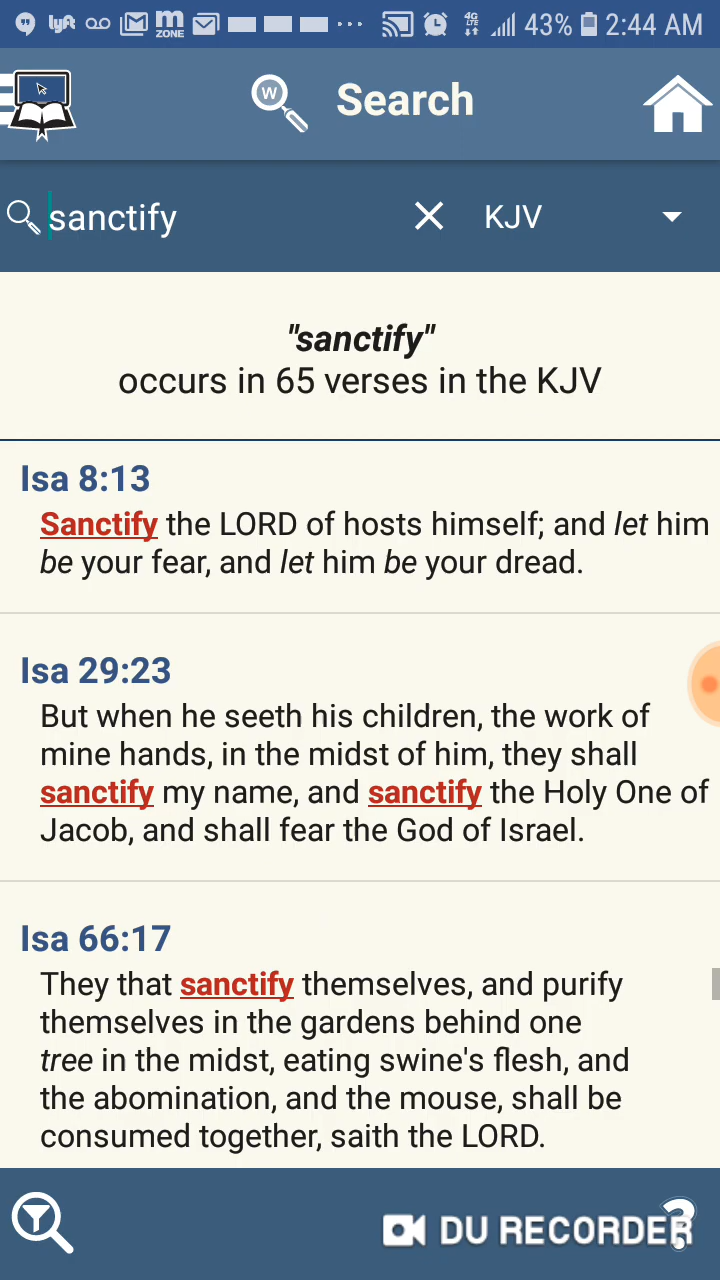 lyft m ZONE 4G LTE 43% 2:44 AM
W Search
sanctify KJV
"sanctify"
occurs in 65 verses in the KJV
Isa 8:13
Sanctify the LORD of hosts himself; and let him
be your fear, and let him be your dread.
Isa 29:23
But when he seeth his children, the work of
mine hands, in the midst of him, they shall
sanctify my name, and sanctify the Holy One of
Jacob, and shall fear the God of Israel.
Isa 66:17
They that sanctify themselves, and purify
themselves in the gardens behind one
tree in the midst, eating swine's flesh, and
the abomination, and the mouse, shall be
consumed together, saith the LORD.
DU RECORDER ?